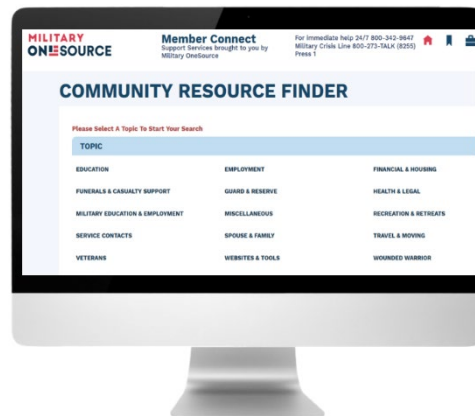 MILITARY
ONESOURCE
Member Connect
Support Services brought to you by
Military OneSource
For immediate help 24/7 800-342-9647
Military Crisis Line 800-273-TALK (8255)
Press 1
COMMUNITY RESOURCE FINDER
Please Select A Topic To Start Your Search
TOPIC
EDUCATION
EMPLOYMENT
FINANCIAL & HOUSING
FUNERALS & CASUALTY SUPPORT
GUARD & RESERVE
HEALTH & LEGAL
MILITARY EDUCATION & EMPLOYMENT
MISCELLANEOUS
RECREATION & RETREATS
SERVICE CONTACTS
SPOUSE & FAMILY
TRAVEL & MOVING
VETERANS
WEBSITES & TOOLS
WOUNDED WARRIOR